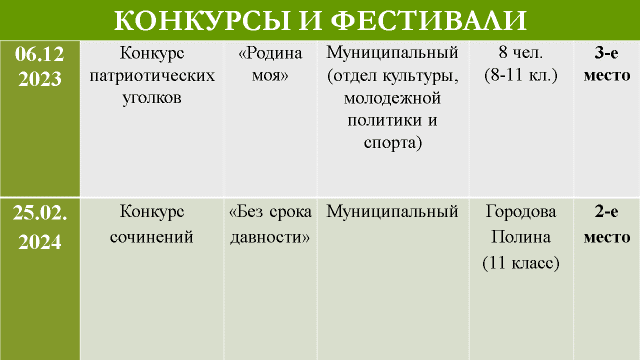 КОНКУРСЫ И ФЕСТИВАЛИ
06.12
2023
Конкурс
патриотических
уголков
«Родина
моя»
Муниципальный
(отдел культуры,
молодежной
политики и
спорта)
8 чел.
(8-11 кл.)
3-е
место
25.02.
2024
Конкурс
сочинений
«Без срока
давности»
Муниципальный
Городова
Полина
(11 класс)
2-е
место